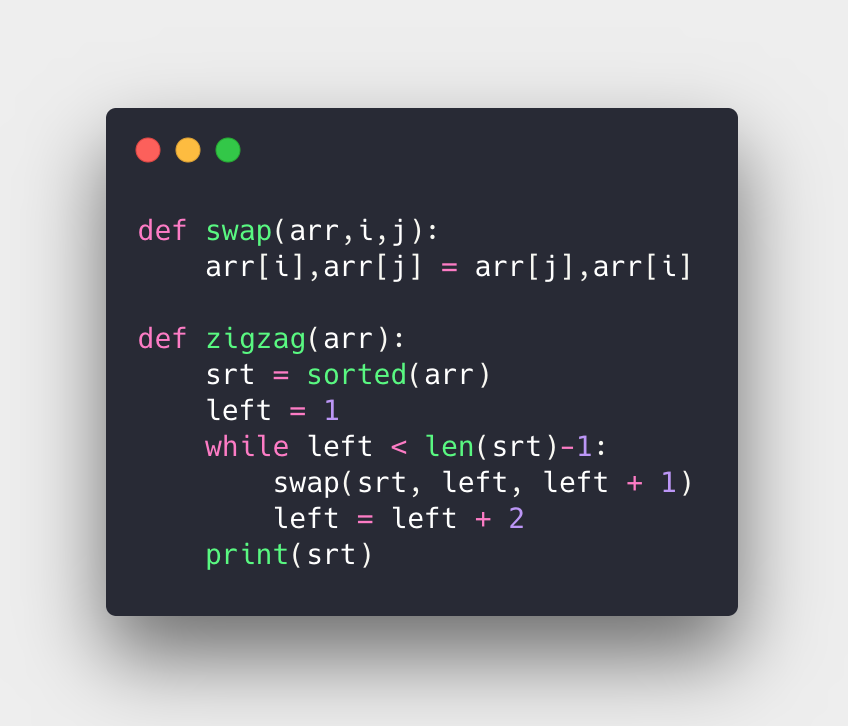 def swap(arr,i,j):
    arr[i],arr[j] = arr[j],arr[i]

def zigzag(arr):
    srt = sorted(arr)
    left = 1
    while left < len(srt)-1:
        swap(srt, left, left + 1)
        left = left + 2
    print(srt)